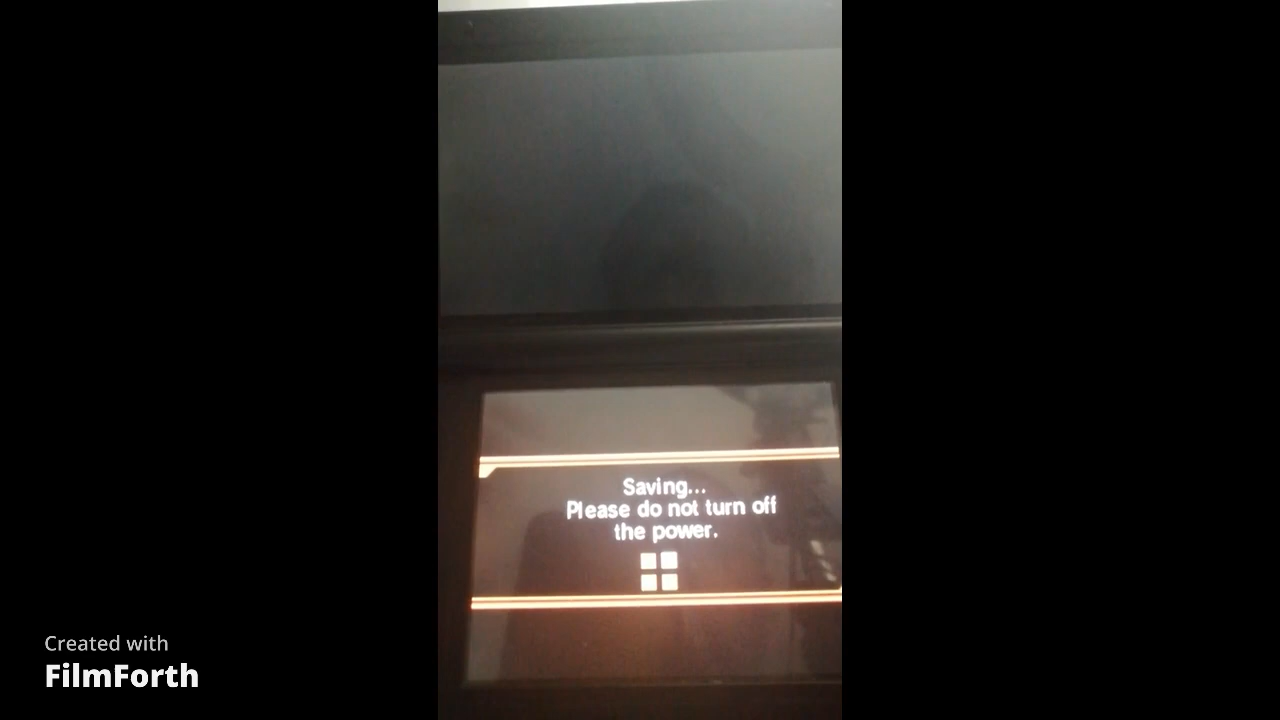 Saving...
Please do not turn off
the power.
Created with
FilmForth